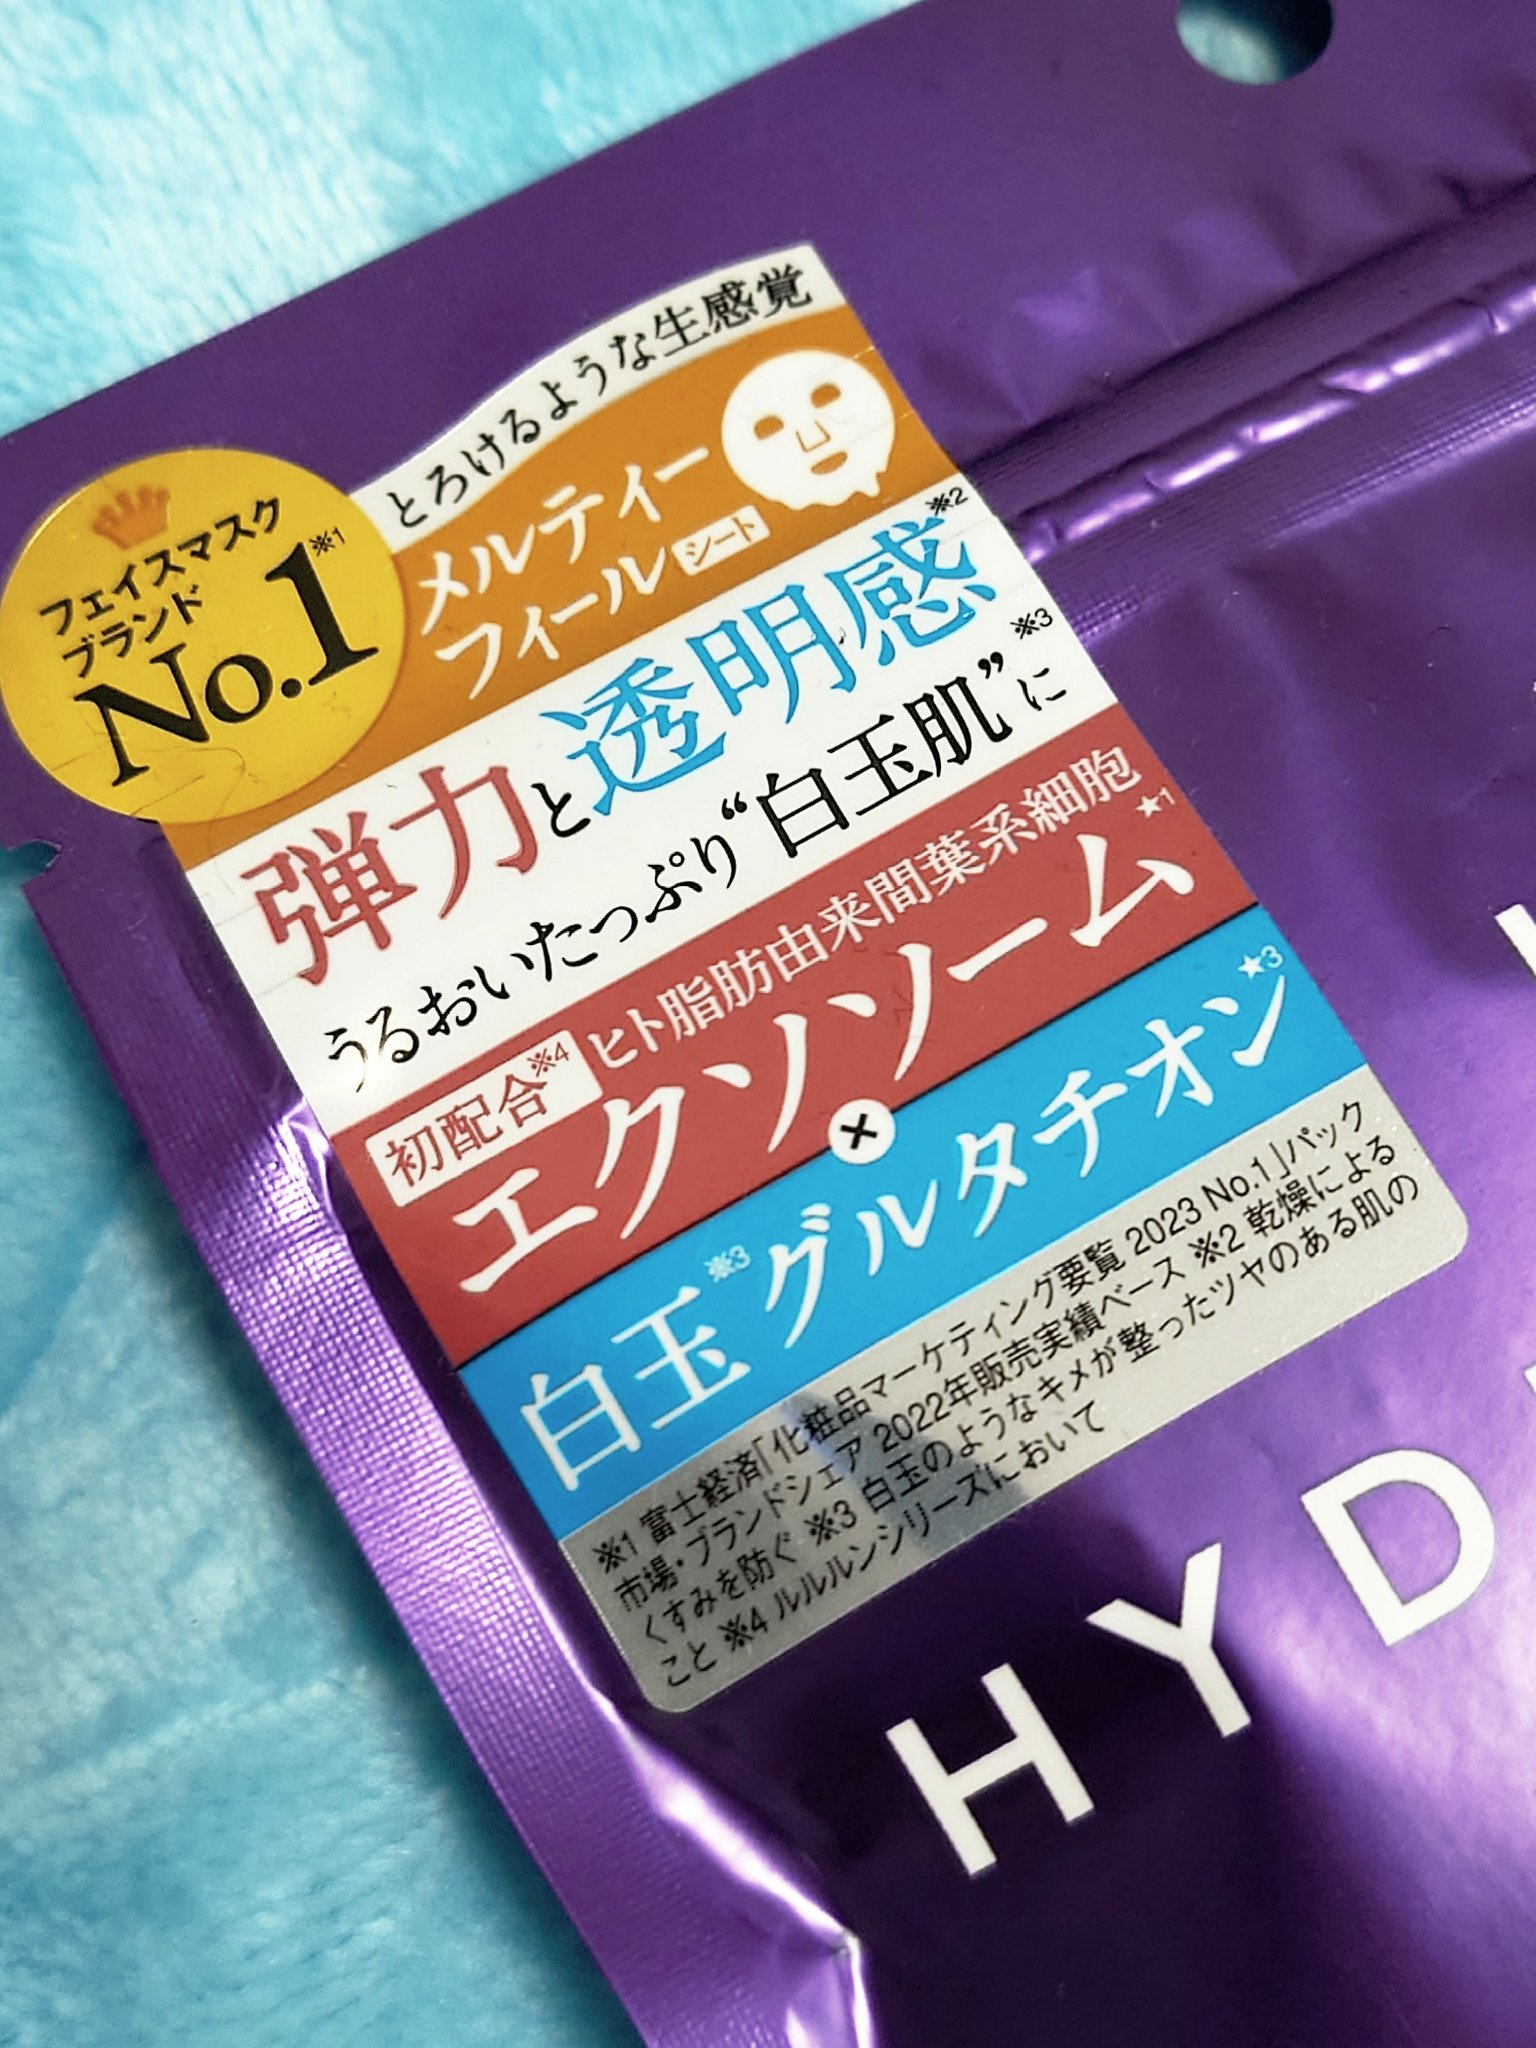 とろけるような生感覚
フェイスマスク
ブランド
No.1※1
メルティー
フィールシート
弾力と透明感※2
うるおいたっぷり“白玉肌”※3に
初配合※4 ヒト脂肪由来間葉系細胞
エクソソーム★1
×
白玉※3グルタチオン★3
※1 富士経済「化粧品マーケティング要覧 2023 No.1」パック
市場・ブランドシェア 2022年販売実績ベース ※2 乾燥による
くすみを防ぐ ※3 白玉のようなキメが整ったツヤのある肌の
こと ※4 ルルルンシリーズにおいて
HYD